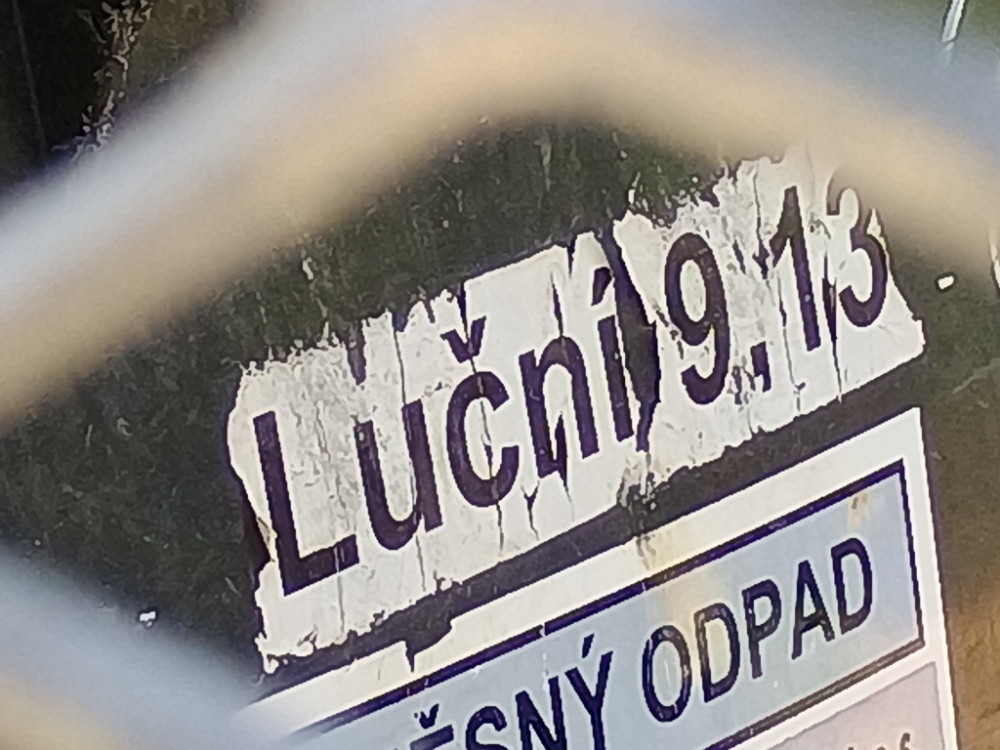 Luční 9,13
ĚSNÝ ODPAD